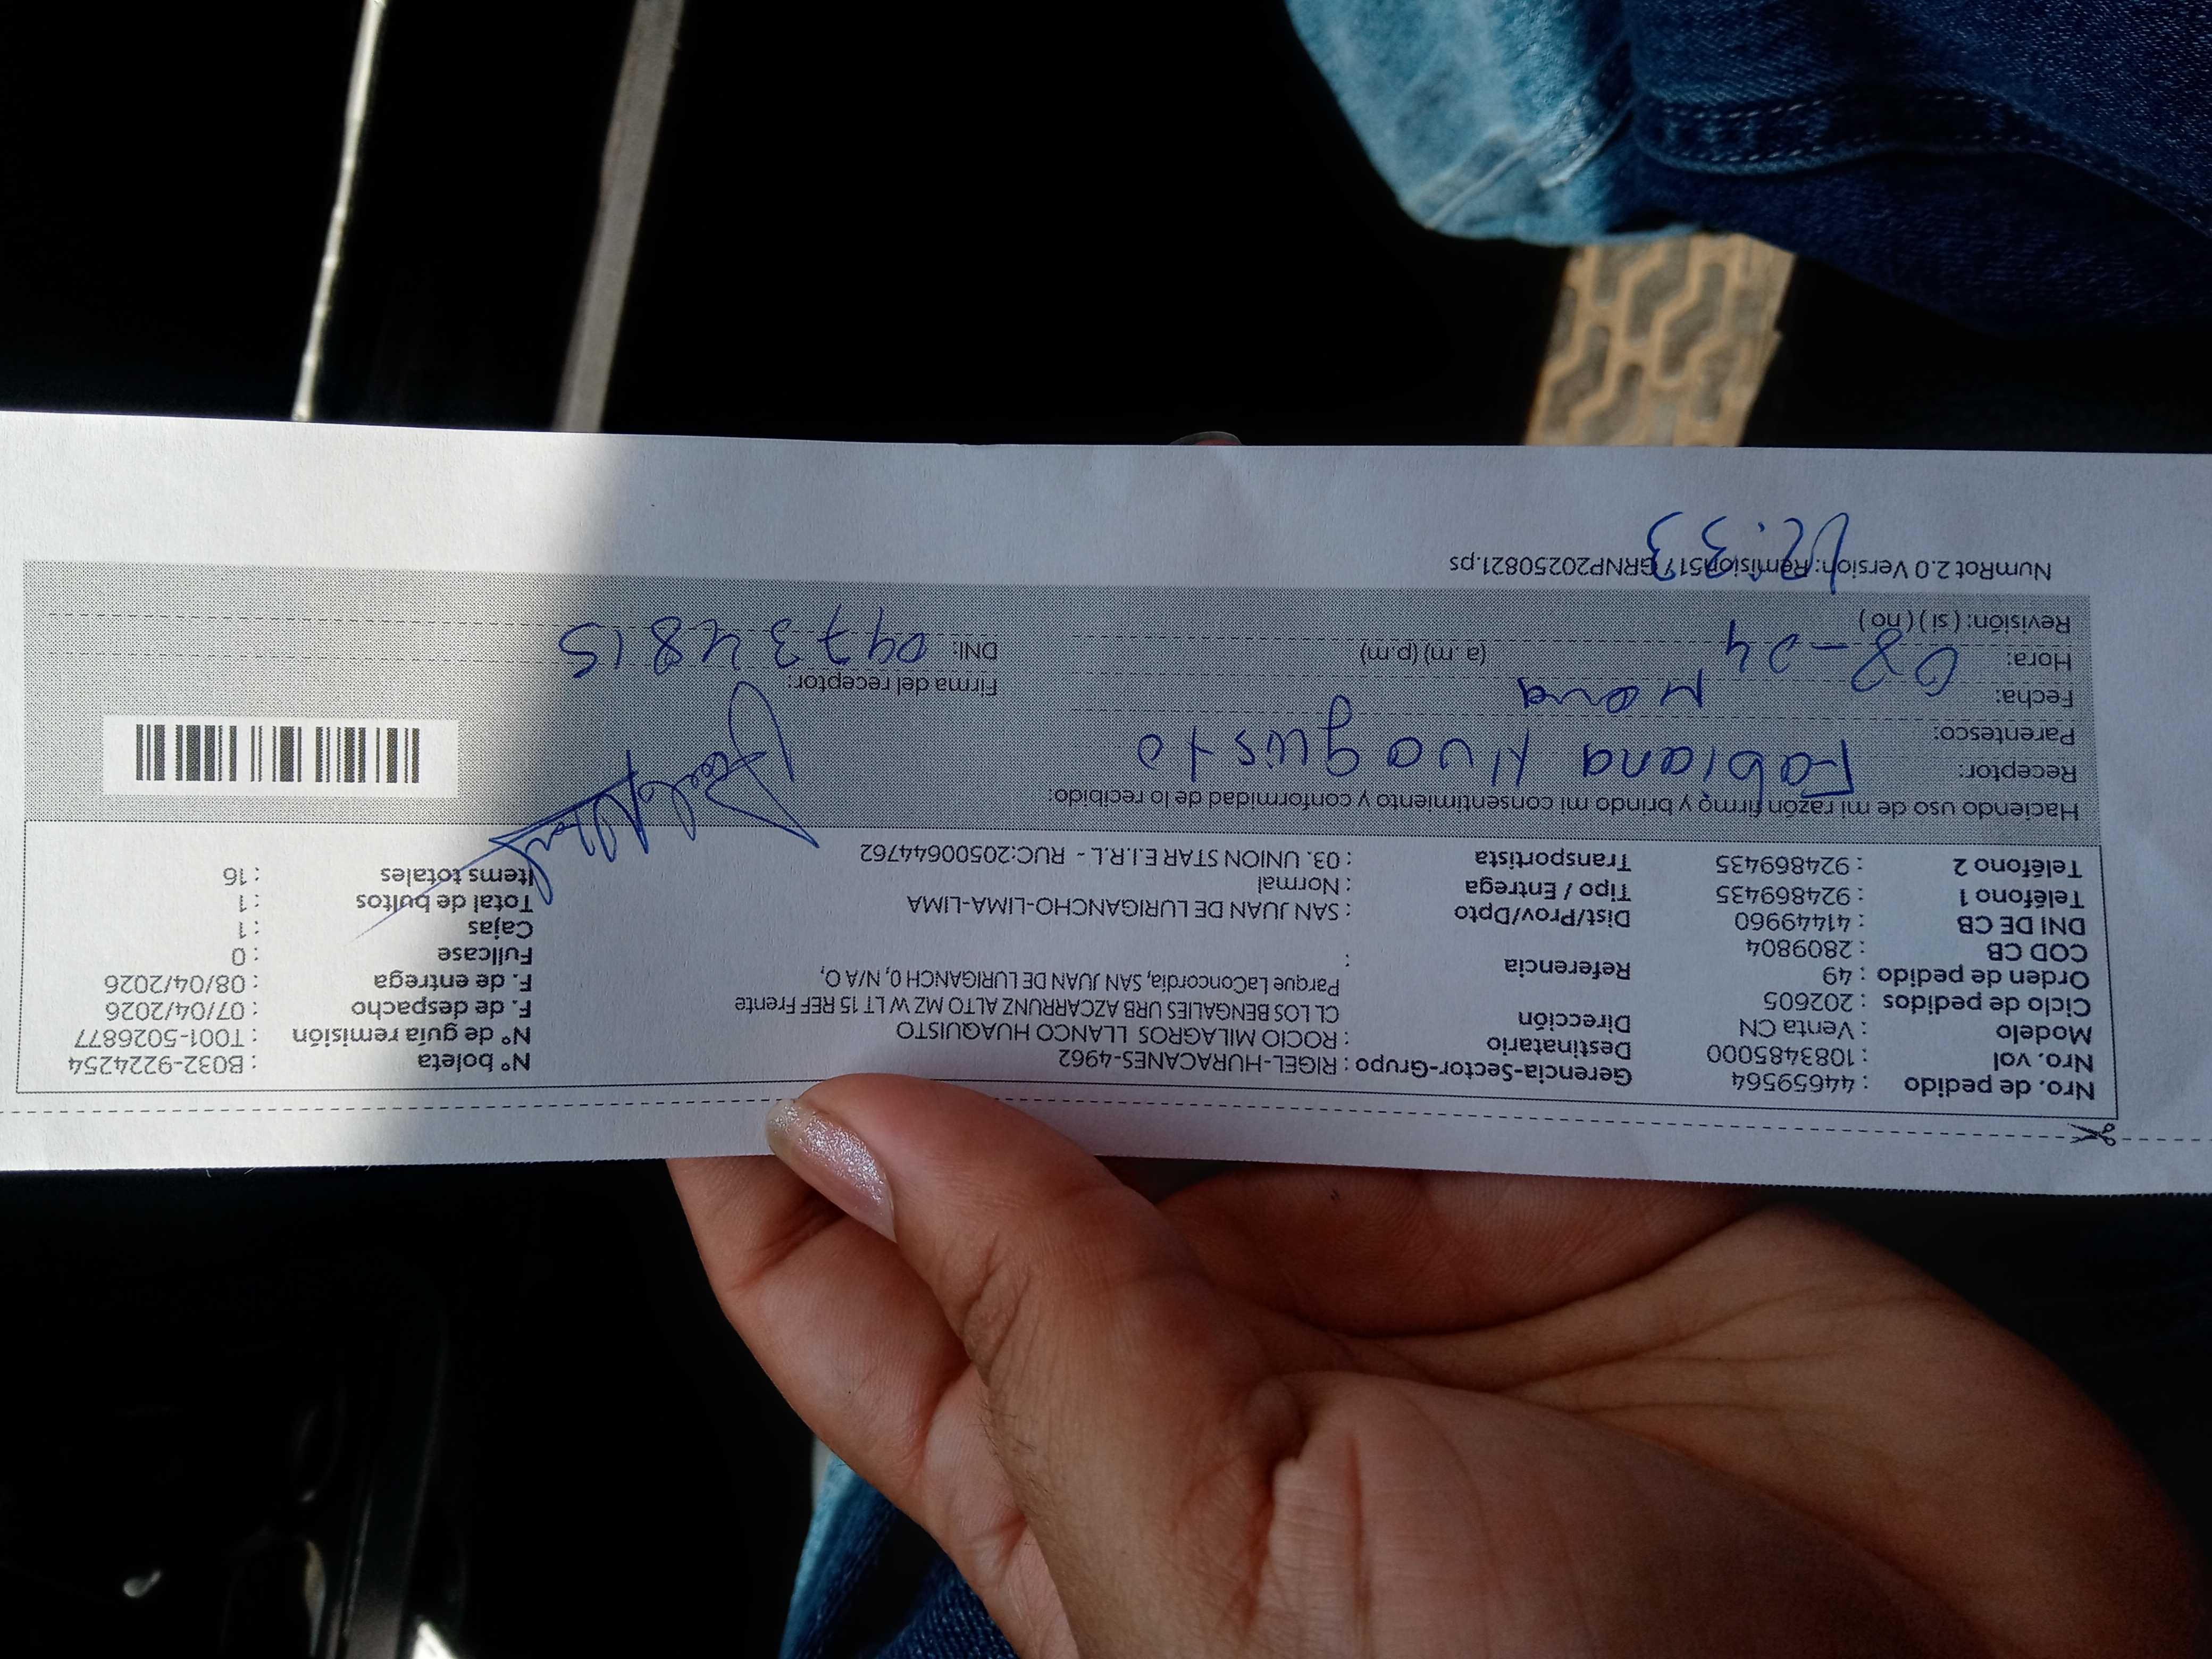 Nro. de pedido : 44659564 Gerencia-Sector-Grupo : RIGEL-HURACANES-4962 N° boleta : B032-9224254
Nro. vol : 1083485000 Destinatario : ROCIO MILAGROS LLANCO HUAQUISTO N° de guía remisión : T001-5026877
Modelo : Venta CN Dirección CL LOS BENGALIES URB AZCARRUNZ ALTO MZ W LT 15 REF Frente F. de despacho : 07/04/2026
Ciclo de pedidos : 202605 Parque LaConcordia, SAN JUAN DE LURIGANCH 0, N/A O, F. de entrega : 08/04/2026
Orden de pedido : 49 Referencia : Fullcase : 0
COD CB : 2809804 Cajas : 1
DNI DE CB : 41449960 Dist/Prov/Dpto : SAN JUAN DE LURIGANCHO-LIMA-LIMA Total de bultos : 1
Teléfono 1 : 924869435 Tipo / Entrega : Normal Items totales : 16
Teléfono 2 : 924869435 Transportista : 03. UNION STAR E.I.R.L - RUC:20500644762
Haciendo uso de mi razón firmo y brindo mi consentimiento y conformidad de lo recibido:
Receptor: Fabiana Huaquisto
Parentesco:
Fecha: Firma del receptor:
Hora: 08-04 (a. m) (p.m) DNI: 09734815
Revisión: ( si ) ( no )
NumRot 2.0 Version: Remision517GRNP20250821.ps
12:33